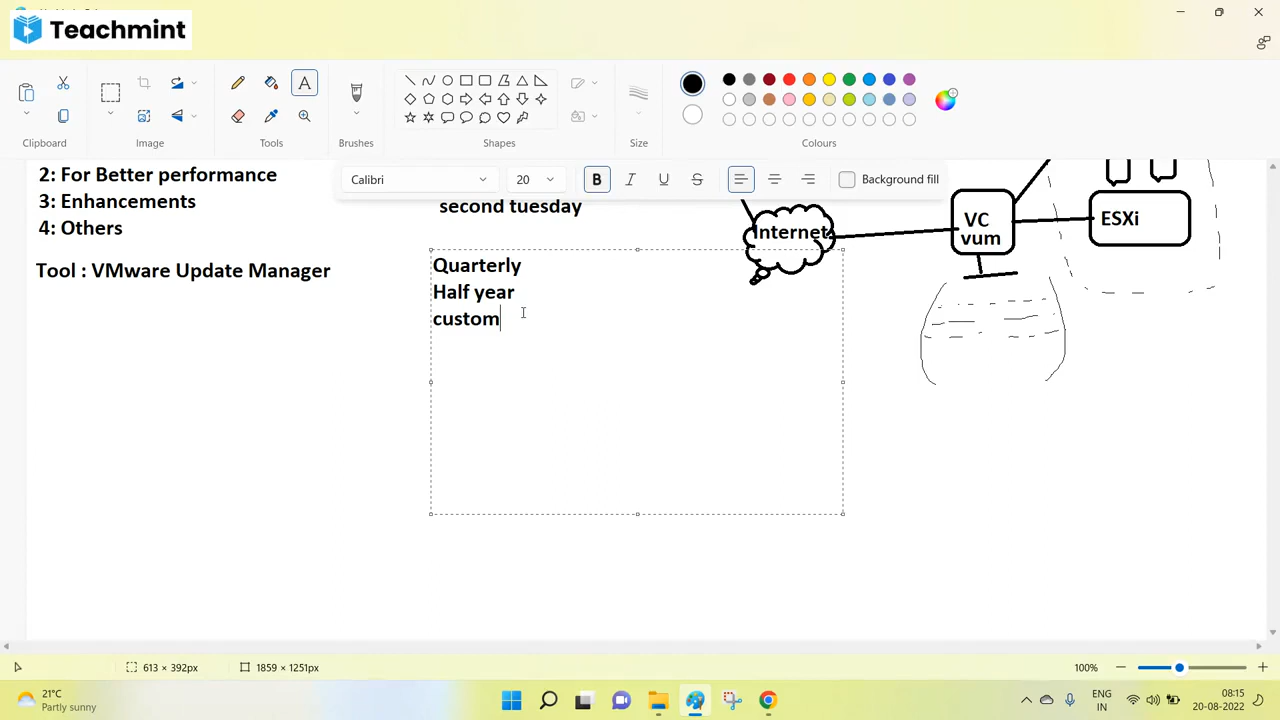 Teachmint
Clipboard
Image
Tools
Brushes
Shapes
Size
Colours
A
Calibri
20
B
I
U
S
Background fill
2: For Better performance
3: Enhancements
4: Others
Tool : VMware Update Manager
second tuesday
Quarterly
Half year
custom
Internet
VC
vum
ESXi
613 × 392px
1859 × 1251px
100%
21°C
Partly sunny
ENG
IN
08:15
20-08-2022